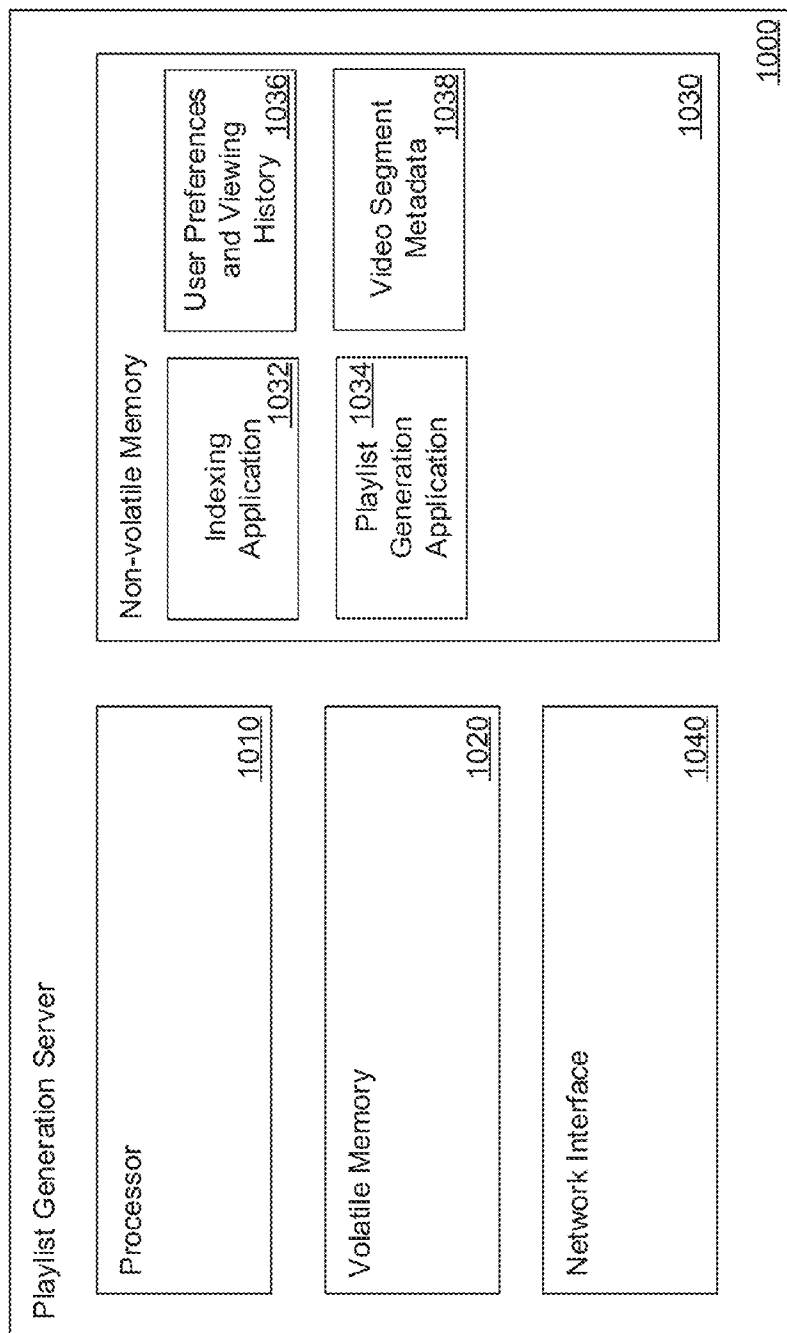 Playlist Generation Server
Processor
1010
Volatile Memory
1020
Network Interface
1040
Non-volatile Memory
Indexing
Application
1032
User Preferences
and Viewing
History
1036
Playlist
1034
Generation
Application
Video Segment
Metadata
1038
1030
1000